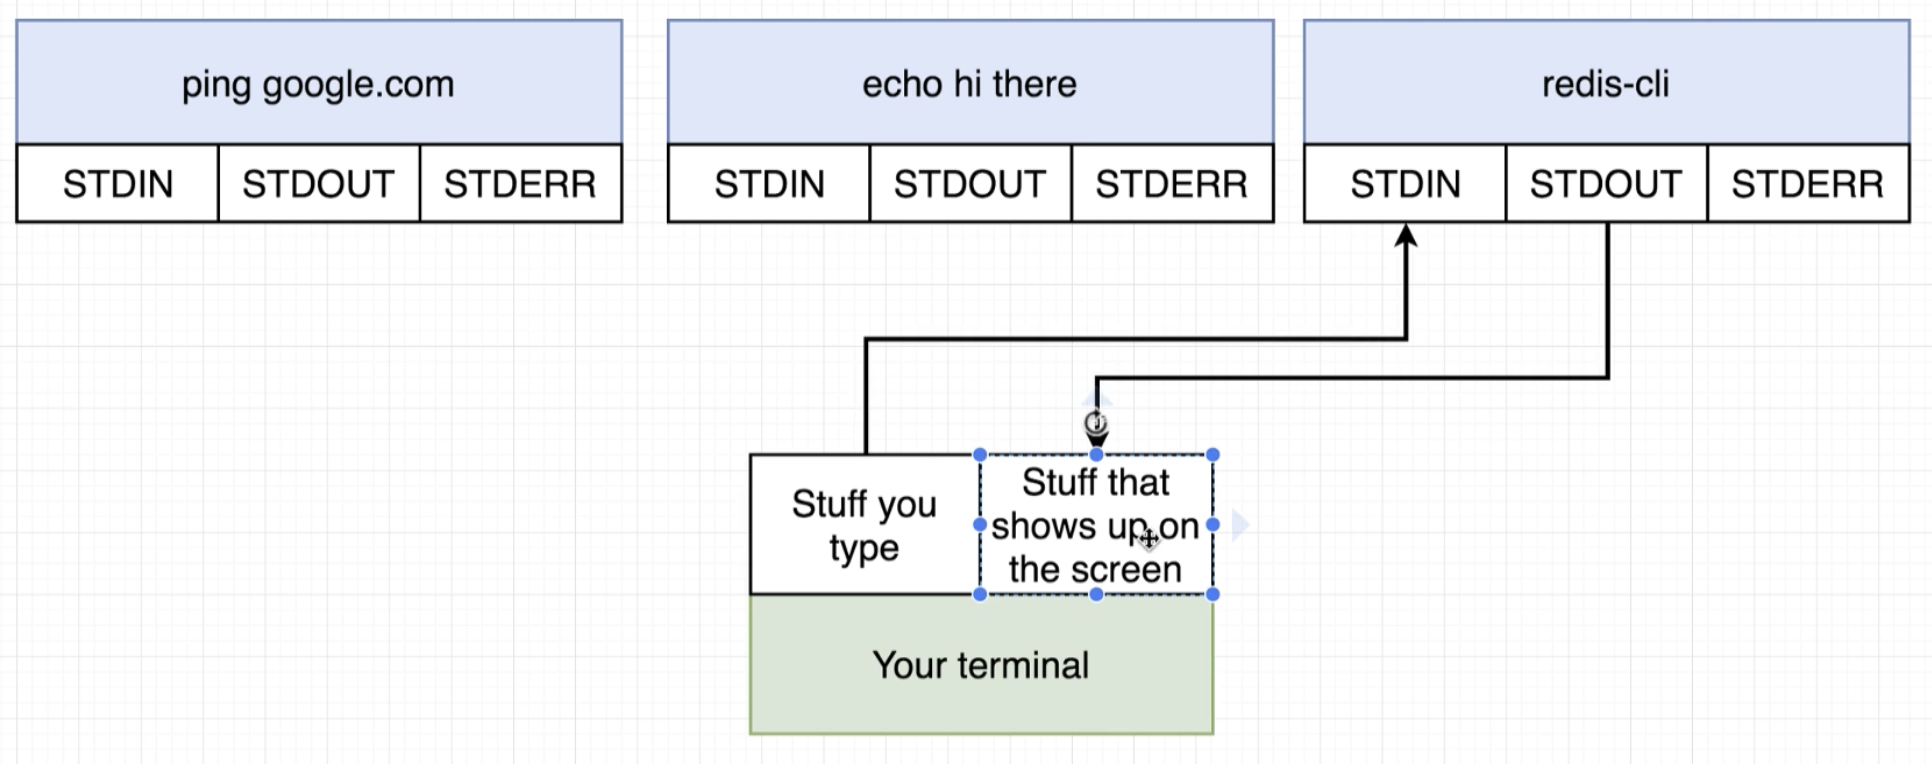 ping google.com
STDIN
STDOUT
STDERR
echo hi there
STDIN
STDOUT
STDERR
redis-cli
STDIN
STDOUT
STDERR
Stuff you
type
Stuff that
shows up on
the screen
Your terminal